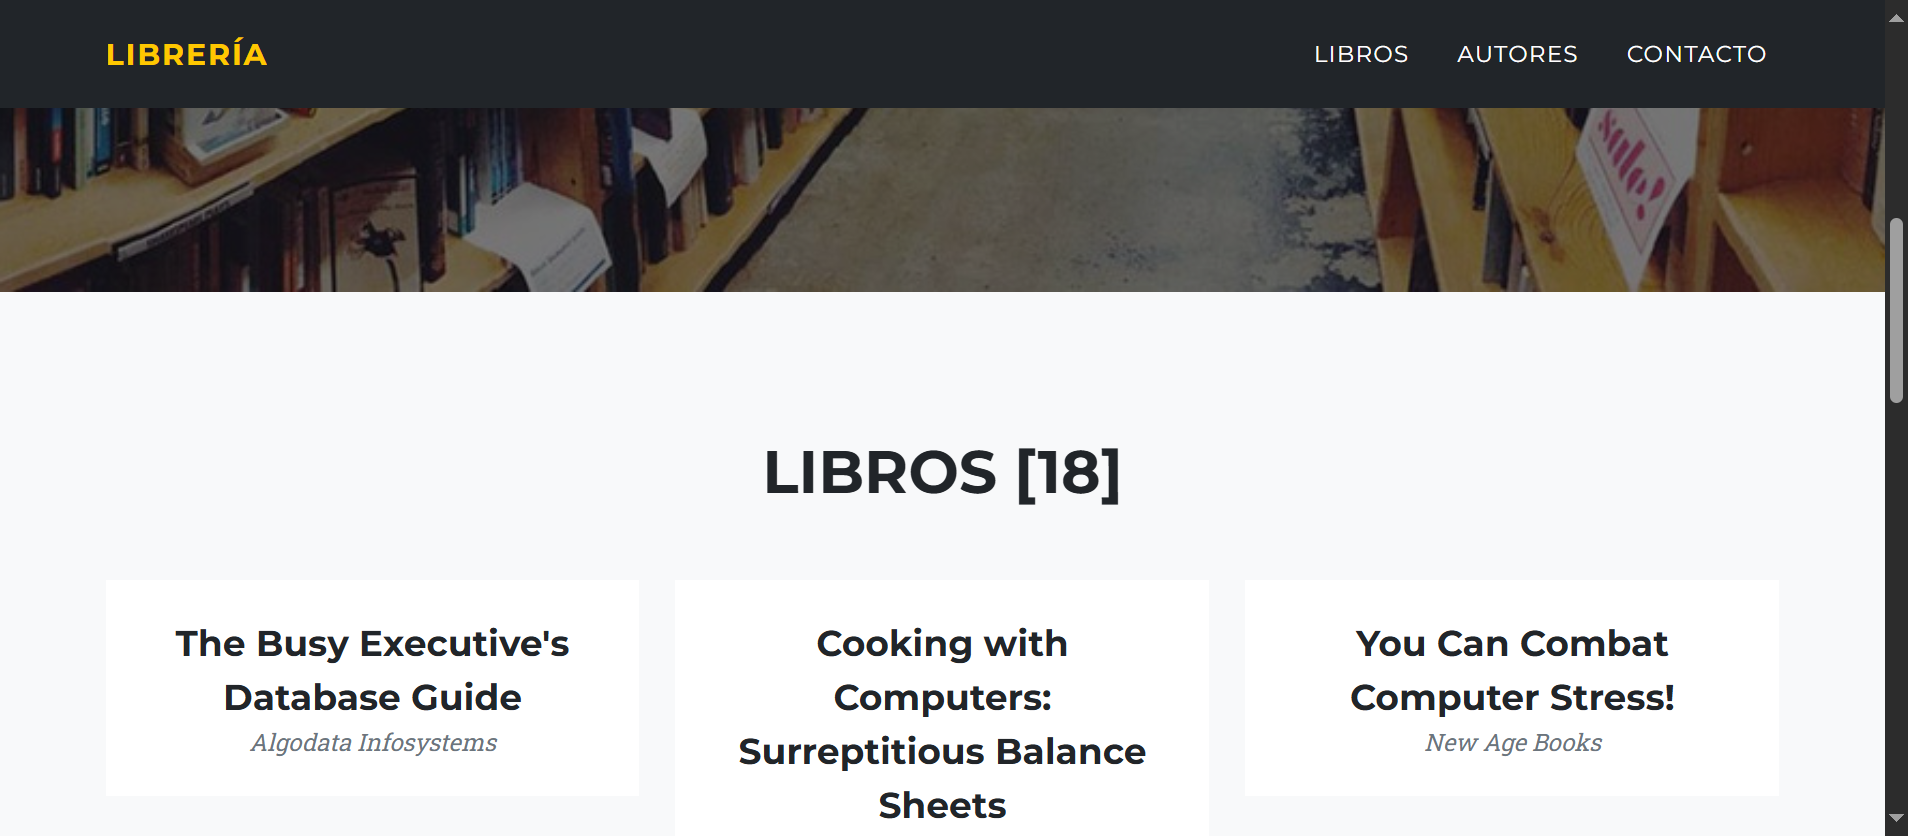 LIBRERÍA
LIBROS AUTORES CONTACTO
sale!
LIBROS [18]
The Busy Executive's
Database Guide
Algodata Infosystems
Cooking with
Computers:
Surreptitious Balance
Sheets
You Can Combat
Computer Stress!
New Age Books